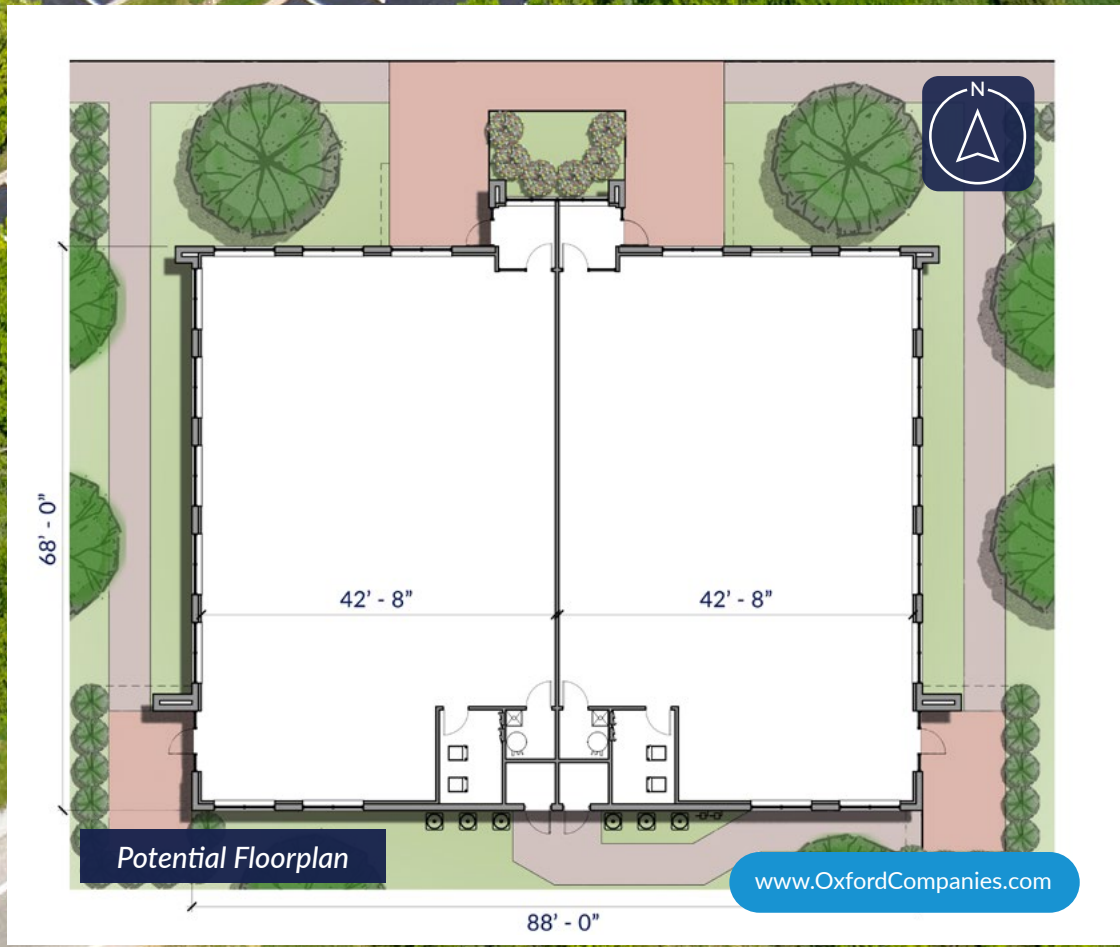 N
68' - 0"
42' - 8"
42' - 8"
Potential Floorplan
www.OxfordCompanies.com
88' - 0"